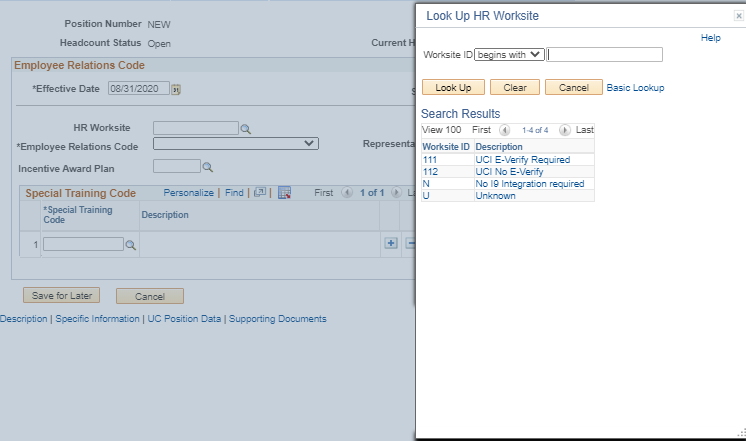 Position Number NEW
Headcount Status Open
Current H
Employee Relations Code
*Effective Date 08/31/2020
HR Worksite
*Employee Relations Code
Representa
Incentive Award Plan
Special Training Code Personalize | Find | | First 1 of 1 La
*Special Training Code
Description
1
Save for Later Cancel
Description | Specific Information | UC Position Data | Supporting Documents
Look Up HR Worksite
Help
Worksite ID begins with
Look Up Clear Cancel Basic Lookup
Search Results
View 100 First 1-4 of 4 Last
Worksite ID Description
111 UCI E-Verify Required
112 UCI No E-Verify
N No I9 Integration required
U Unknown